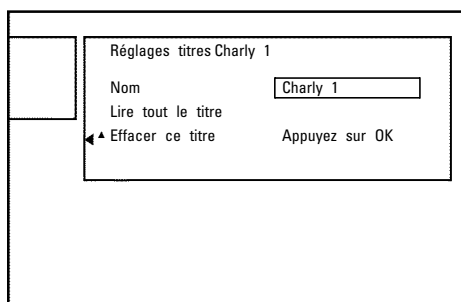 Réglages titres Charly 1
Nom Charly 1
Lire tout le titre
Effacer ce titre Appuyez sur OK